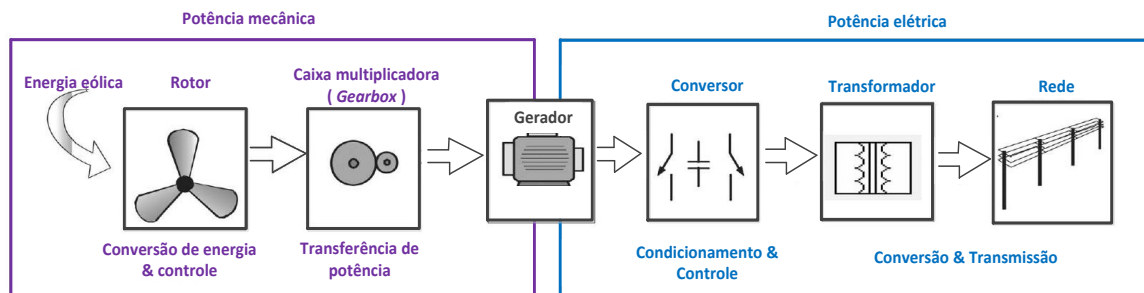 Potência mecânica
Potência elétrica
Energia eólica
Rotor
Caixa multiplicadora
( Gearbox )
Gerador
Conversor
Transformador
Rede
Conversão de energia
& controle
Transferência de
potência
Condicionamento &
Controle
Conversão & Transmissão